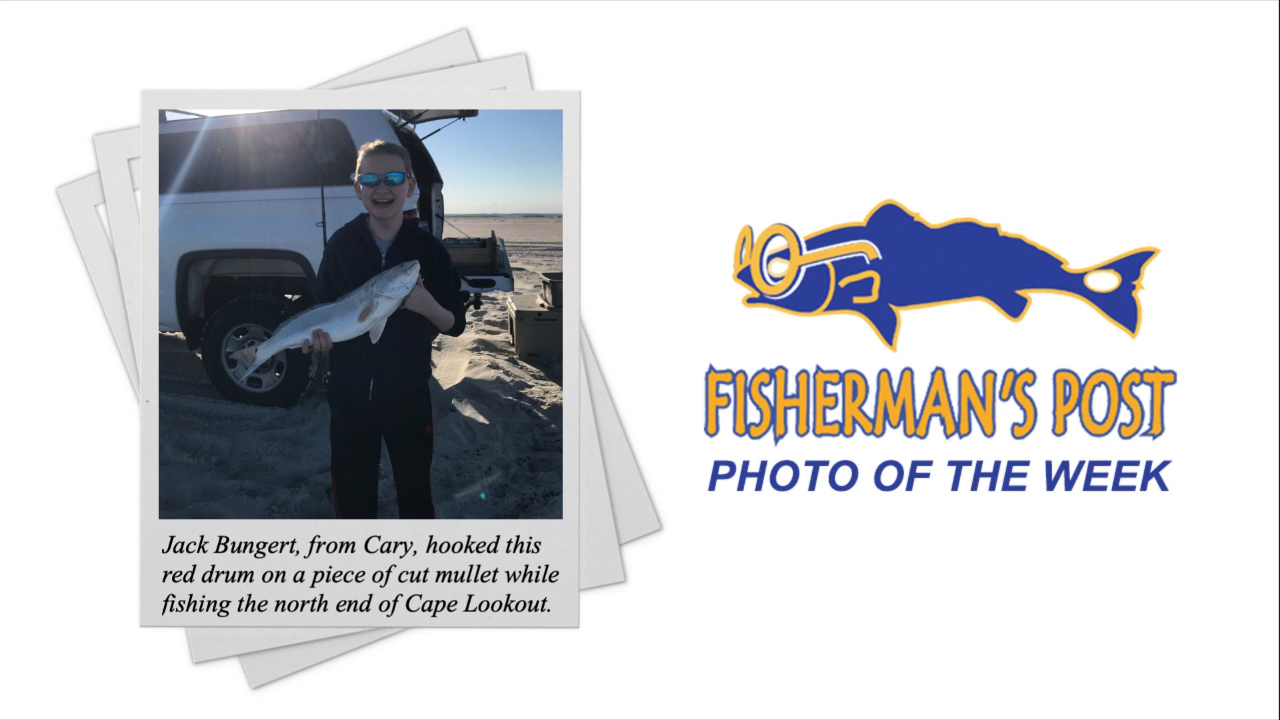 Jack Bungert, from Cary, hooked this
red drum on a piece of cut mullet while
fishing the north end of Cape Lookout.
FISHERMAN'S POST
PHOTO OF THE WEEK